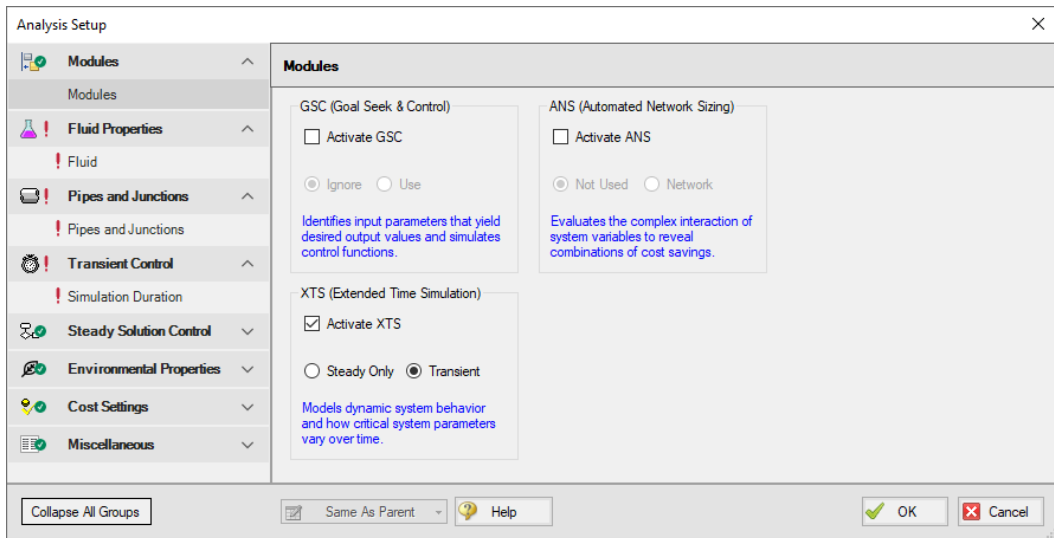 Analysis Setup
Modules
Modules
Fluid Properties
Fluid
Pipes and Junctions
Pipes and Junctions
Transient Control
Simulation Duration
Steady Solution Control
Environmental Properties
Cost Settings
Miscellaneous
Modules
GSC (Goal Seek & Control)
Activate GSC
Ignore Use
Identifies input parameters that yield
desired output values and simulates
control functions.
ANS (Automated Network Sizing)
Activate ANS
Not Used Network
Evaluates the complex interaction of
system variables to reveal
combinations of cost savings.
XTS (Extended Time Simulation)
Activate XTS
Steady Only Transient
Models dynamic system behavior
and how critical system parameters
vary over time.
Collapse All Groups
Same As Parent
Help
OK
Cancel